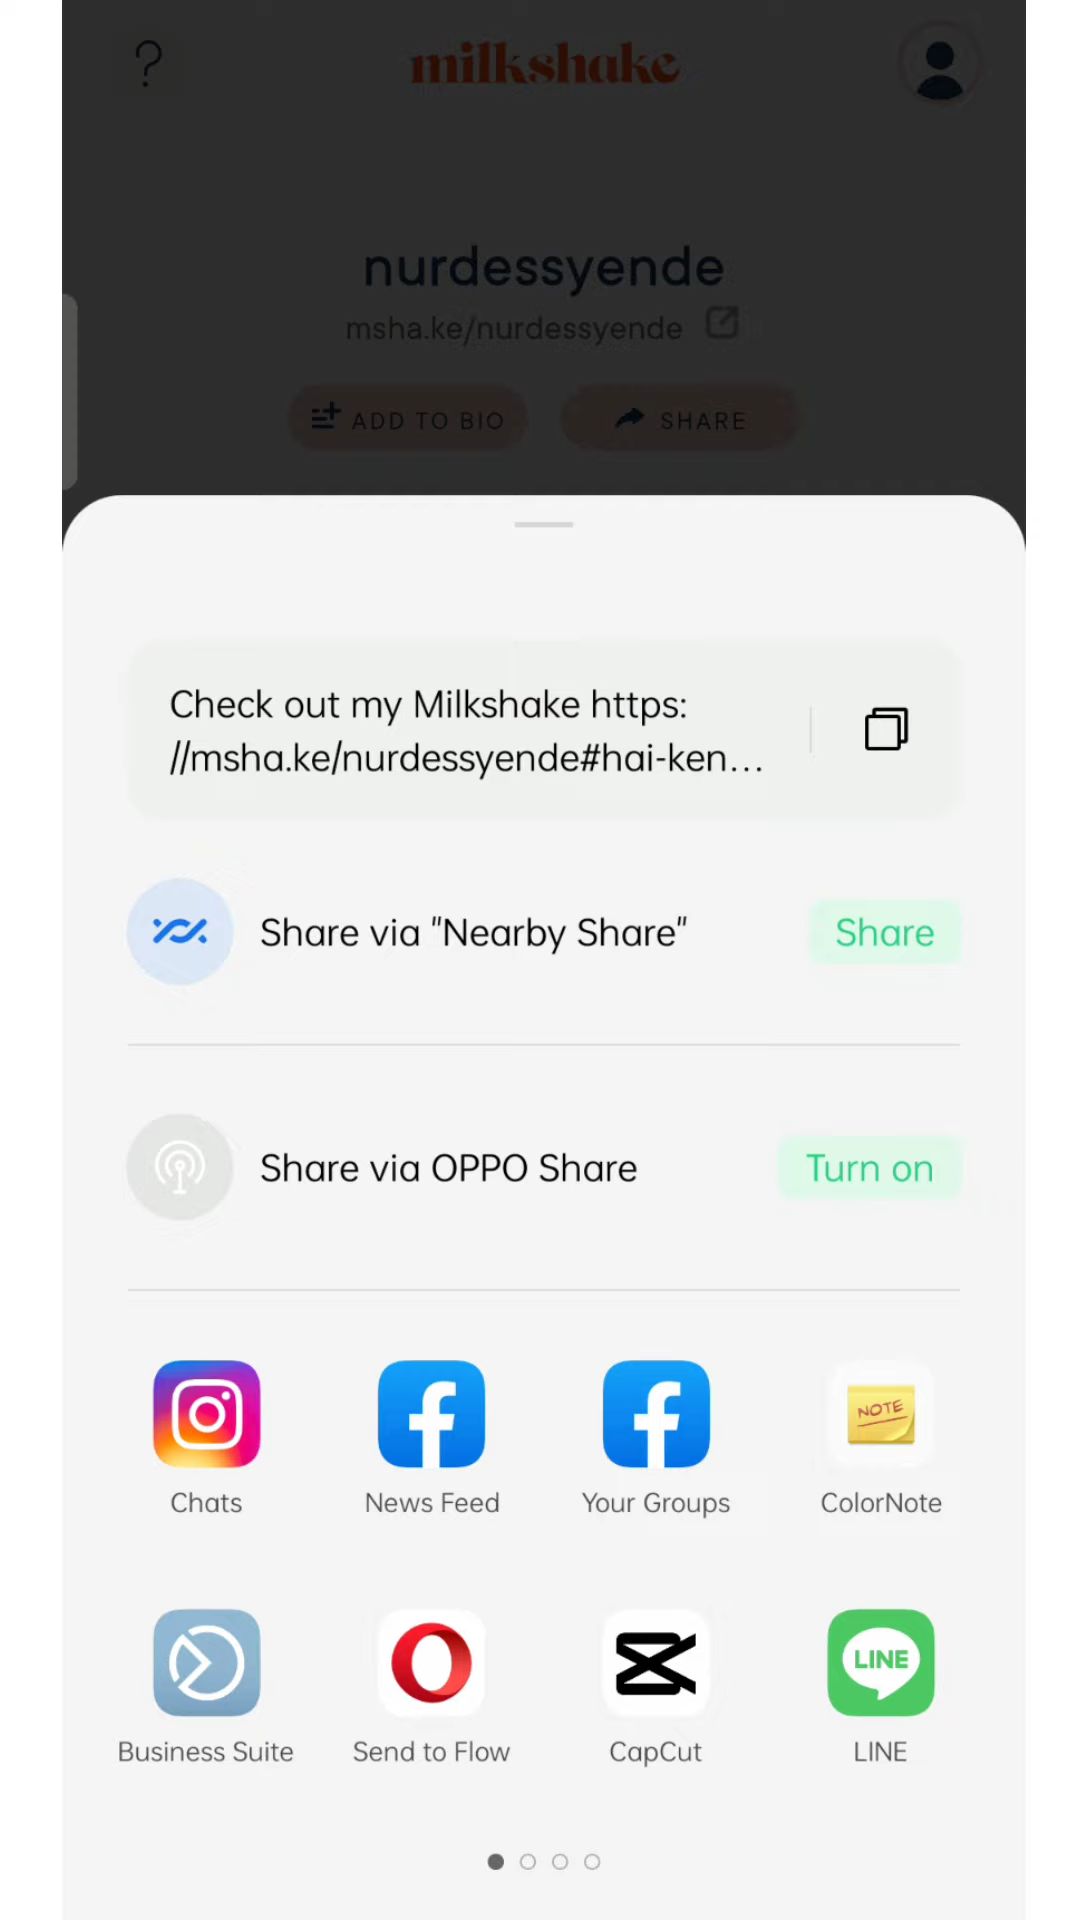 ?
milkshake
nurdessyende
msha.ke/nurdessyende
ADD TO BIO
SHARE
Check out my Milkshake https:
//msha.ke/nurdessyende#hai-ken...
Share via "Nearby Share"
Share
Share via OPPO Share
Turn on
NOTE
Chats
News Feed
Your Groups
ColorNote
LINE
Business Suite
Send to Flow
CapCut
LINE